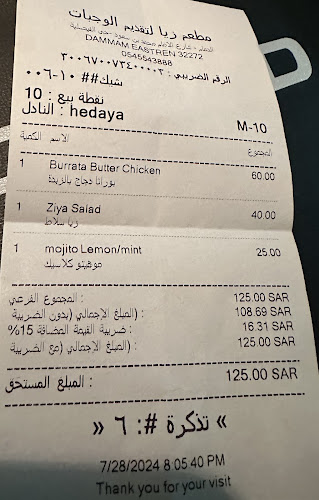 مطعم زيا لتقديم الوجبات
DAMMAM EASTREN 32272
0545543888
الرقم الضريبي : ٣٠٠٦٧٠٠٧٣٤٠٠٠٠٣
شيك## ١٠-٠٠٦
نقطة بيع : 10
M-10
النادل : hedaya
الكمية الاسم المجموع
1 Burrata Butter Chicken 60.00
بوراتا دجاج بالزبدة
1 Ziya Salad 40.00
زيا سلاط
1 mojito Lemon/mint 25.00
موهيتو كلاسيك
المجموع الفرعي : 125.00 SAR
المبلغ الإجمالي (بدون الضريبة) : 108.69 SAR
ضريبة القيمة المضافة 15% : 16.31 SAR
المبلغ الإجمالي (مع الضريبة) : 125.00 SAR
المبلغ المستحق : 125.00 SAR
« تذكرة #: ٦ »
7/28/2024 8 05:40 PM
Thank you for your visit